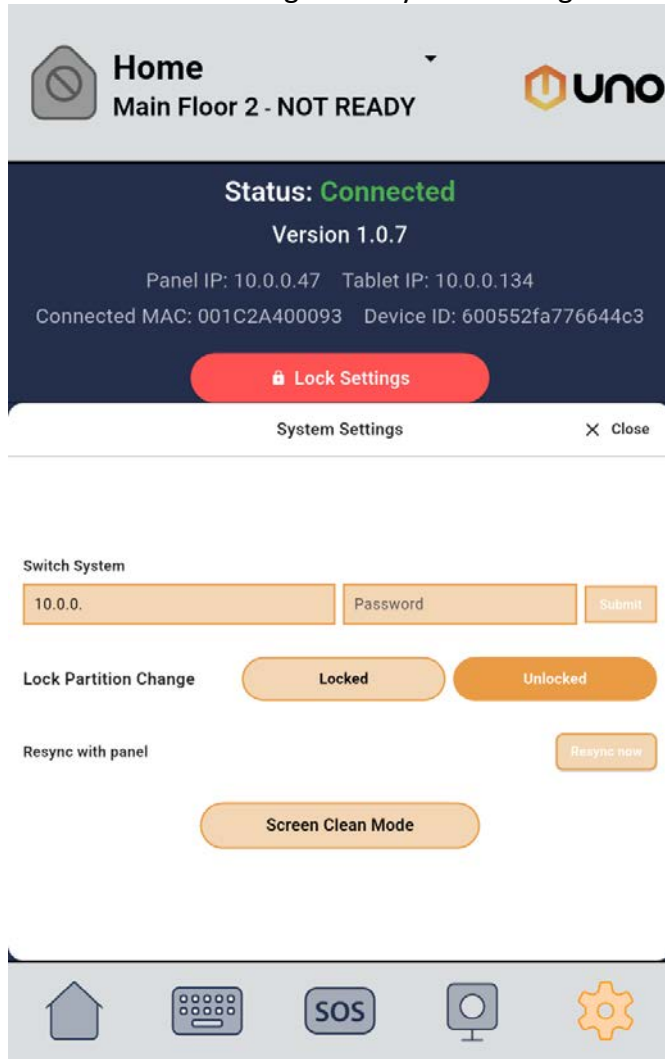 Home
Main Floor 2 - NOT READY
uno
Status: Connected
Version 1.0.7
Panel IP: 10.0.0.47 Tablet IP: 10.0.0.134
Connected MAC: 001C2A400093 Device ID: 600552fa776644c3
Lock Settings
System Settings
Close
Switch System
10.0.0.
Password
Submit
Lock Partition Change
Locked
Unlocked
Resync with panel
Resync now
Screen Clean Mode
SOS